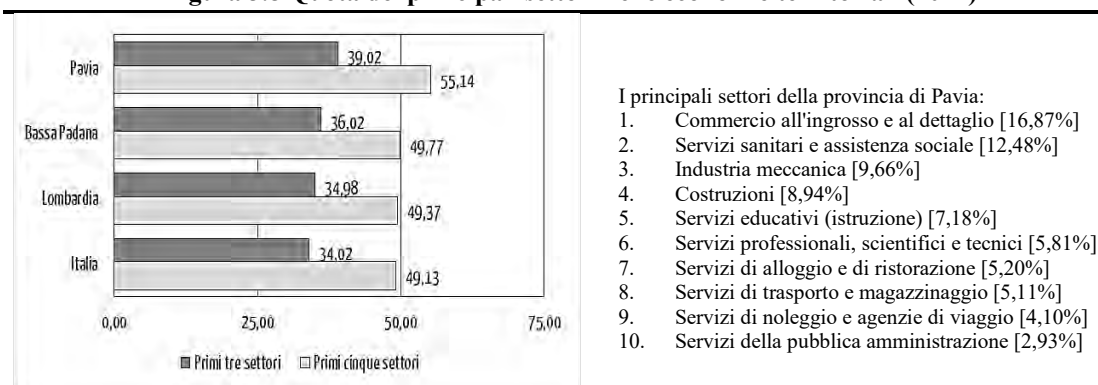 Pavia
39,02
55,14
Bassa Padana
36,02
49,77
Lombardia
34,98
49,37
Italia
34,02
49,13
0,00 25,00 50,00 75,00
Primi tre settori Primi cinque settori
I principali settori della provincia di Pavia:
1. Commercio all'ingrosso e al dettaglio [16,87%]
2. Servizi sanitari e assistenza sociale [12,48%]
3. Industria meccanica [9,66%]
4. Costruzioni [8,94%]
5. Servizi educativi (istruzione) [7,18%]
6. Servizi professionali, scientifici e tecnici [5,81%]
7. Servizi di alloggio e di ristorazione [5,20%]
8. Servizi di trasporto e magazzinaggio [5,11%]
9. Servizi di noleggio e agenzie di viaggio [4,10%]
10. Servizi della pubblica amministrazione [2,93%]